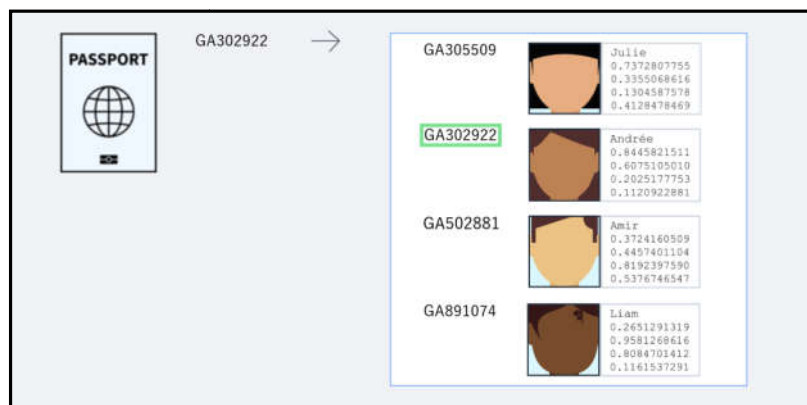 PASSPORT
GA302922
GA305509
Julie
0.7372807755
0.3355068616
0.1304587578
0.4128478469
GA302922
Andrée
0.8445821511
0.6075105010
0.2025177753
0.1120922881
GA502881
Amir
0.3724160509
0.4457401104
0.8192397590
0.5376746547
GA891074
Liam
0.2651291319
0.9581268616
0.8084701412
0.1161537291